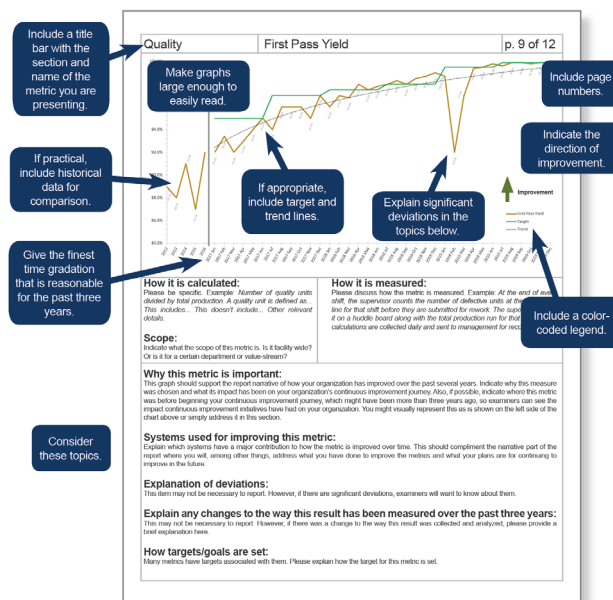 Include a title
bar with the
section and
name of the
metric you are
presenting.
Quality
First Pass Yield
p. 9 of 12
Make graphs
large enough to
easily read.
Include page
numbers.
Indicate the
direction of
improvement.
If practical,
include historical
data for
comparison.
If appropriate,
include target and
trend lines.
Explain significant
deviations in the
topics below.
Improvement
First Pass Yield
Target
Trend
Give the finest
time gradation
that is reasonable
for the past three
years.
Include a color-
coded legend.
88.0%
86.0%
84.0%
How it is calculated:
Please be specific. Example: Number of quality units
divided by total production. A quality unit is defined as...
This includes... This doesn't include... Other relevant
details.
Scope:
Indicate what the scope of this metric is. Is it facility wide?
Or is it for a certain department or value-stream?
How it is measured:
Please discuss how the metric is measured. Example: At the end of
shift, the supervisor counts the number of defective units at
line for that shift before they are submitted for rework. The
it on a huddle board along with the total production run for that
calculations are collected daily and sent to management for
Why this metric is important:
This graph should support the report narrative of how your organization has improved over the past several years. Indicate why this measure
was chosen and what its impact has been on your organization's continuous improvement journey. Also, if possible, indicate where this metric
was before beginning your continuous improvement journey, which might have been more than three years ago, so examiners can see the
impact continuous improvement initiatives have had on your organization. You might visually represent this as is shown on the left side of the
chart above or simply address it in this section.
Consider
these topics.
Systems used for improving this metric:
Explain which systems have a major contribution to how the metric is improved over time. This should compliment the narrative part of the
report where you will, among other things, address what you have done to improve the metrics and what your plans are for continuing to
improve in the future.
Explanation of deviations:
This item may not be necessary to report. However, if there are significant deviations, examiners will want to know about them.
Explain any changes to the way this result has been measured over the past three years:
This may not be necessary to report. However, if there was a change to the way this result was collected and analyzed, please provide a
brief explanation here.
How targets/goals are set:
Many metrics have targets associated with them. Please explain how the target for this metric is set.